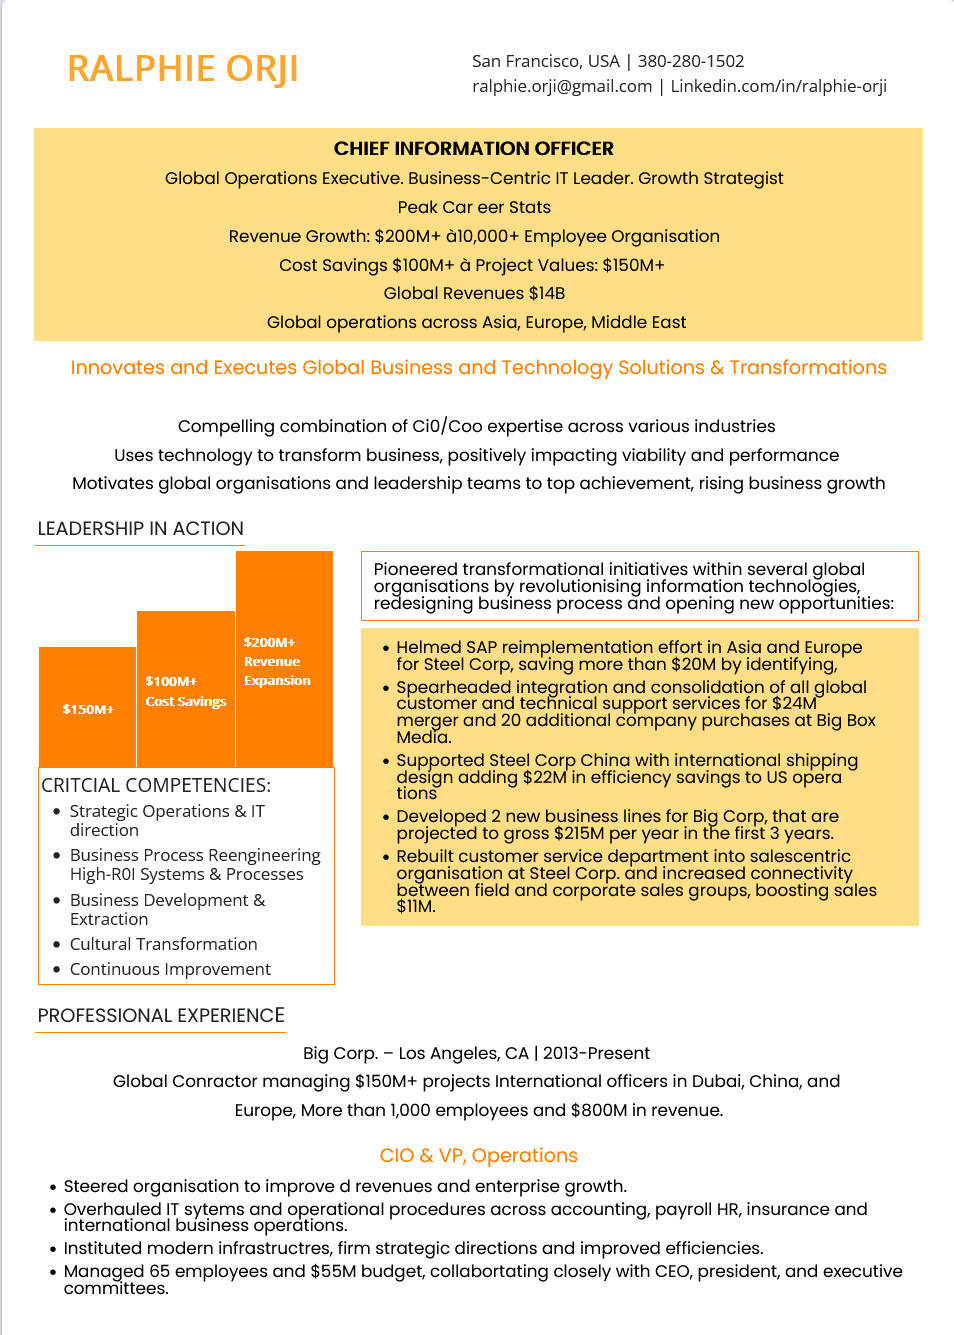 RALPHIE ORJI
San Francisco, USA | 380-280-1502
ralphie.orji@gmail.com | Linkedin.com/in/ralphie-orji
CHIEF INFORMATION OFFICER
Global Operations Executive. Business-Centric IT Leader. Growth Strategist
Peak Car eer Stats
Revenue Growth: $200M+ à10,000+ Employee Organisation
Cost Savings $100M+ à Project Values: $150M+
Global Revenues $14B
Global operations across Asia, Europe, Middle East
Innovates and Executes Global Business and Technology Solutions & Transformations
Compelling combination of Ci0/Coo expertise across various industries
Uses technology to transform business, positively impacting viability and performance
Motivates global organisations and leadership teams to top achievement, rising business growth
LEADERSHIP IN ACTION
$150M+
$100M+
Cost Savings
$200M+
Revenue
Expansion
CRITCIAL COMPETENCIES:
• Strategic Operations & IT
direction
• Business Process Reengineering
High-R0I Systems & Processes
• Business Development &
Extraction
• Cultural Transformation
• Continuous Improvement
Pioneered transformational initiatives within several global
organisations by revolutionising information technologies,
redesigning business process and opening new opportunities:
• Helmed SAP reimplementation effort in Asia and Europe
for Steel Corp, saving more than $20M by identifying,
• Spearheaded integration and consolidation of all global
customer and technical support services for $24M
merger and 20 additional company purchases at Big Box
Media.
• Supported Steel Corp China with international shipping
design adding $22M in efficiency savings to US opera
tions
• Developed 2 new business lines for Big Corp, that are
projected to gross $215M per year in the first 3 years.
• Rebuilt customer service department into salescentric
organisation at Steel Corp. and increased connectivity
between field and corporate sales groups, boosting sales
$11M.
PROFESSIONAL EXPERIENCE
Big Corp. – Los Angeles, CA | 2013-Present
Global Conractor managing $150M+ projects International officers in Dubai, China, and
Europe, More than 1,000 employees and $800M in revenue.
CIO & VP, Operations
• Steered organisation to improve d revenues and enterprise growth.
• Overhauled IT sytems and operational procedures across accounting, payroll HR, insurance and
international business operations.
• Instituted modern infrastructres, firm strategic directions and improved efficiencies.
• Managed 65 employees and $55M budget, collabortating closely with CEO, president, and executive
committees.